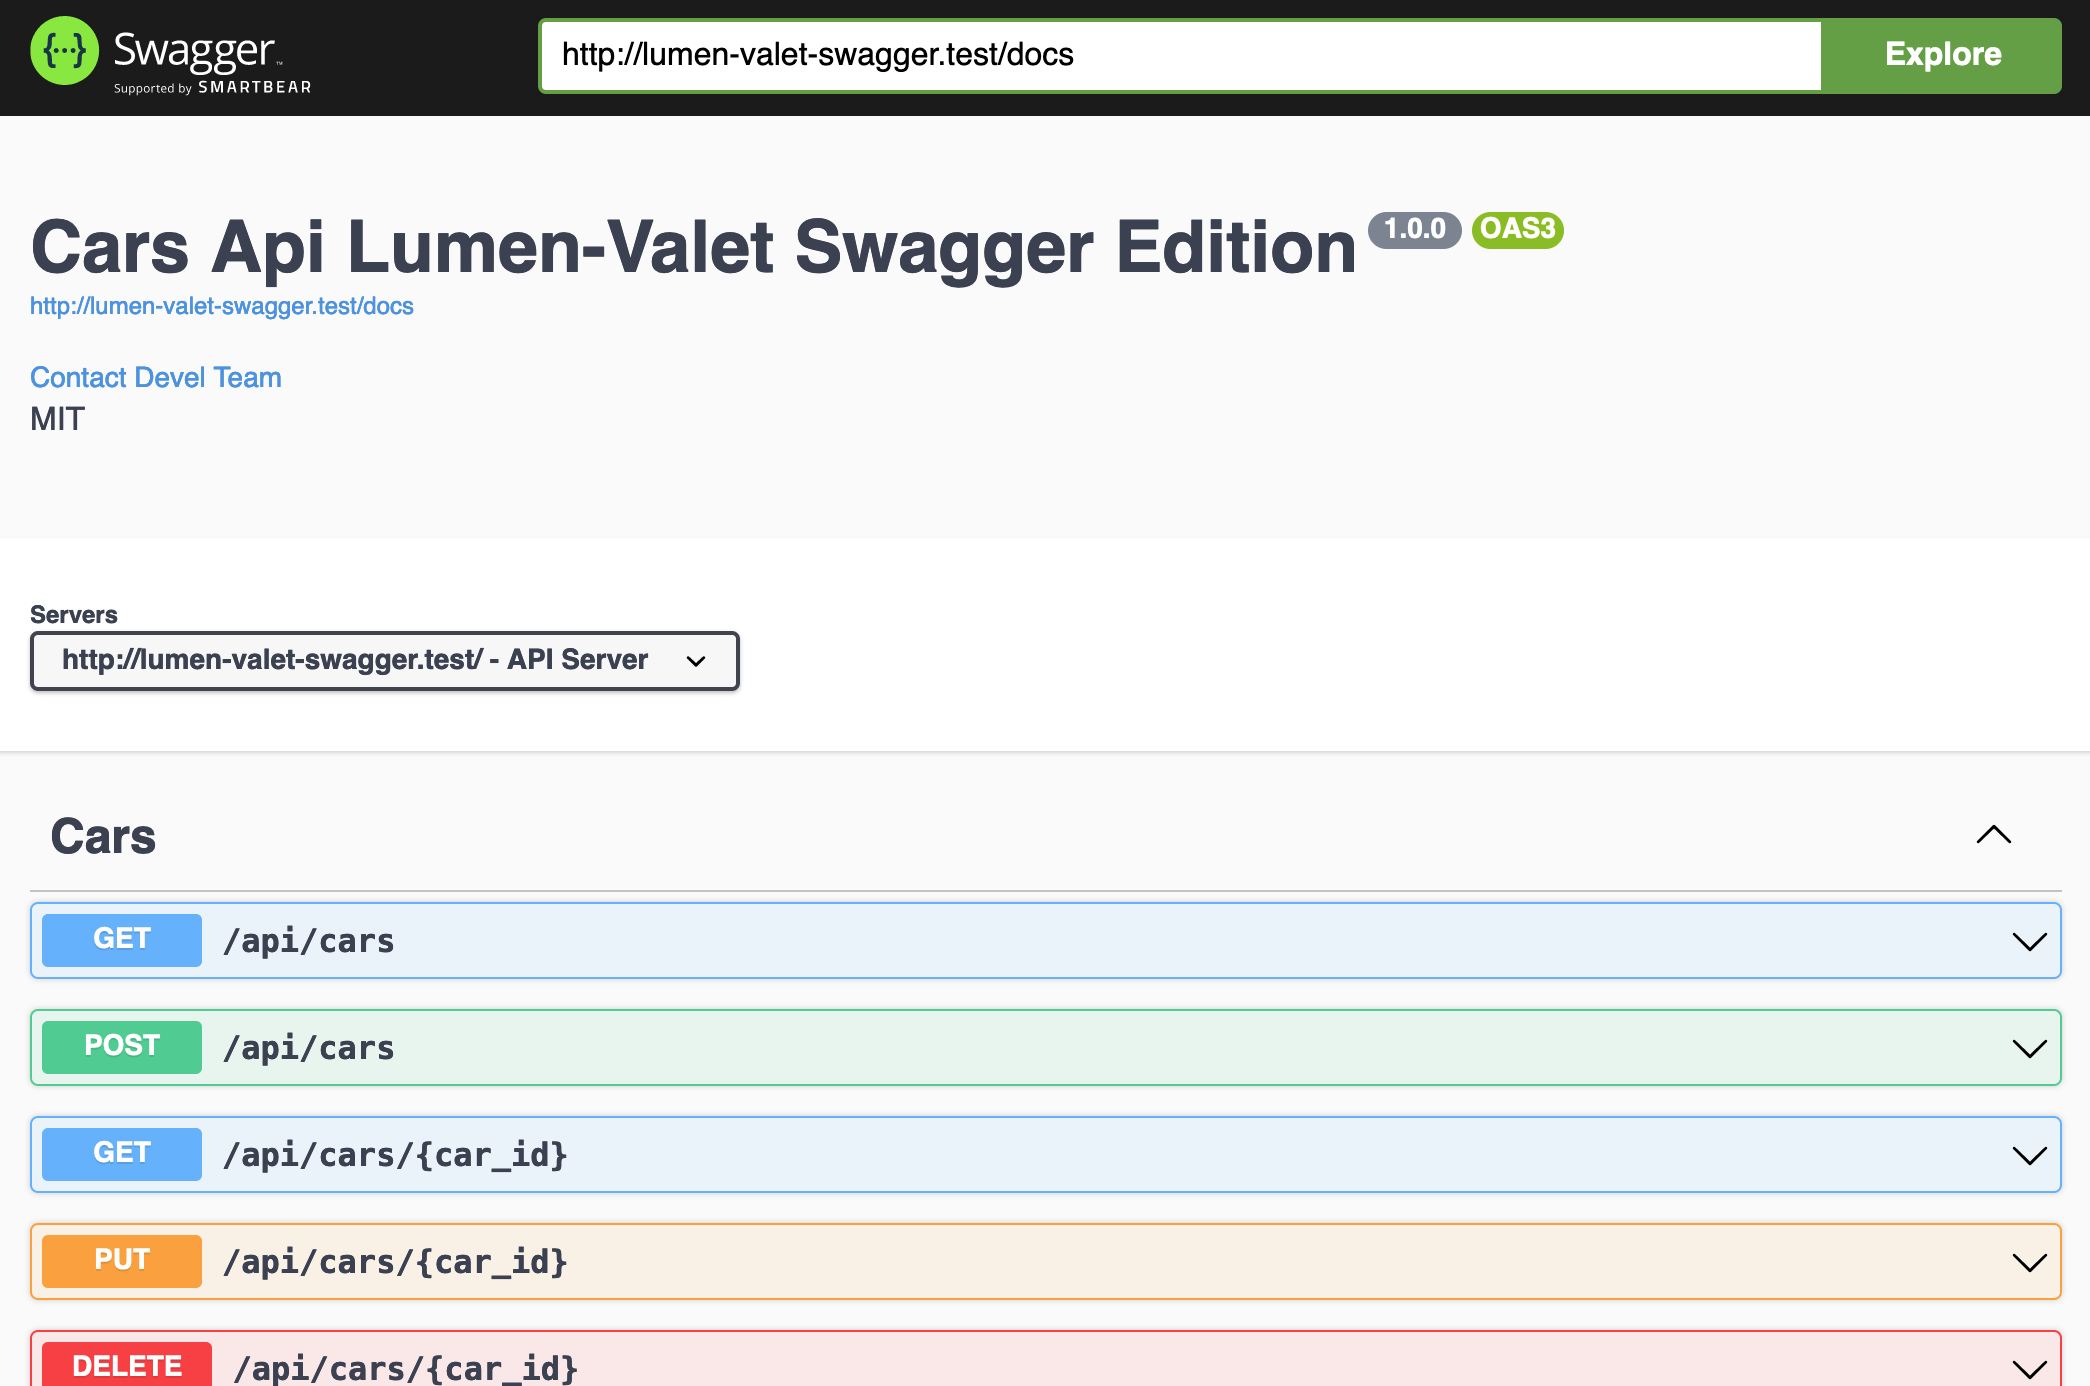 {···} Swagger™
Supported by SMARTBEAR
http://lumen-valet-swagger.test/docs
Explore
Cars Api Lumen-Valet Swagger Edition 1.0.0 OAS3
http://lumen-valet-swagger.test/docs
Contact Devel Team
MIT
Servers
http://lumen-valet-swagger.test/ - API Server
Cars
GET /api/cars
POST /api/cars
GET /api/cars/{car_id}
PUT /api/cars/{car_id}
DELETE /api/cars/{car_id}